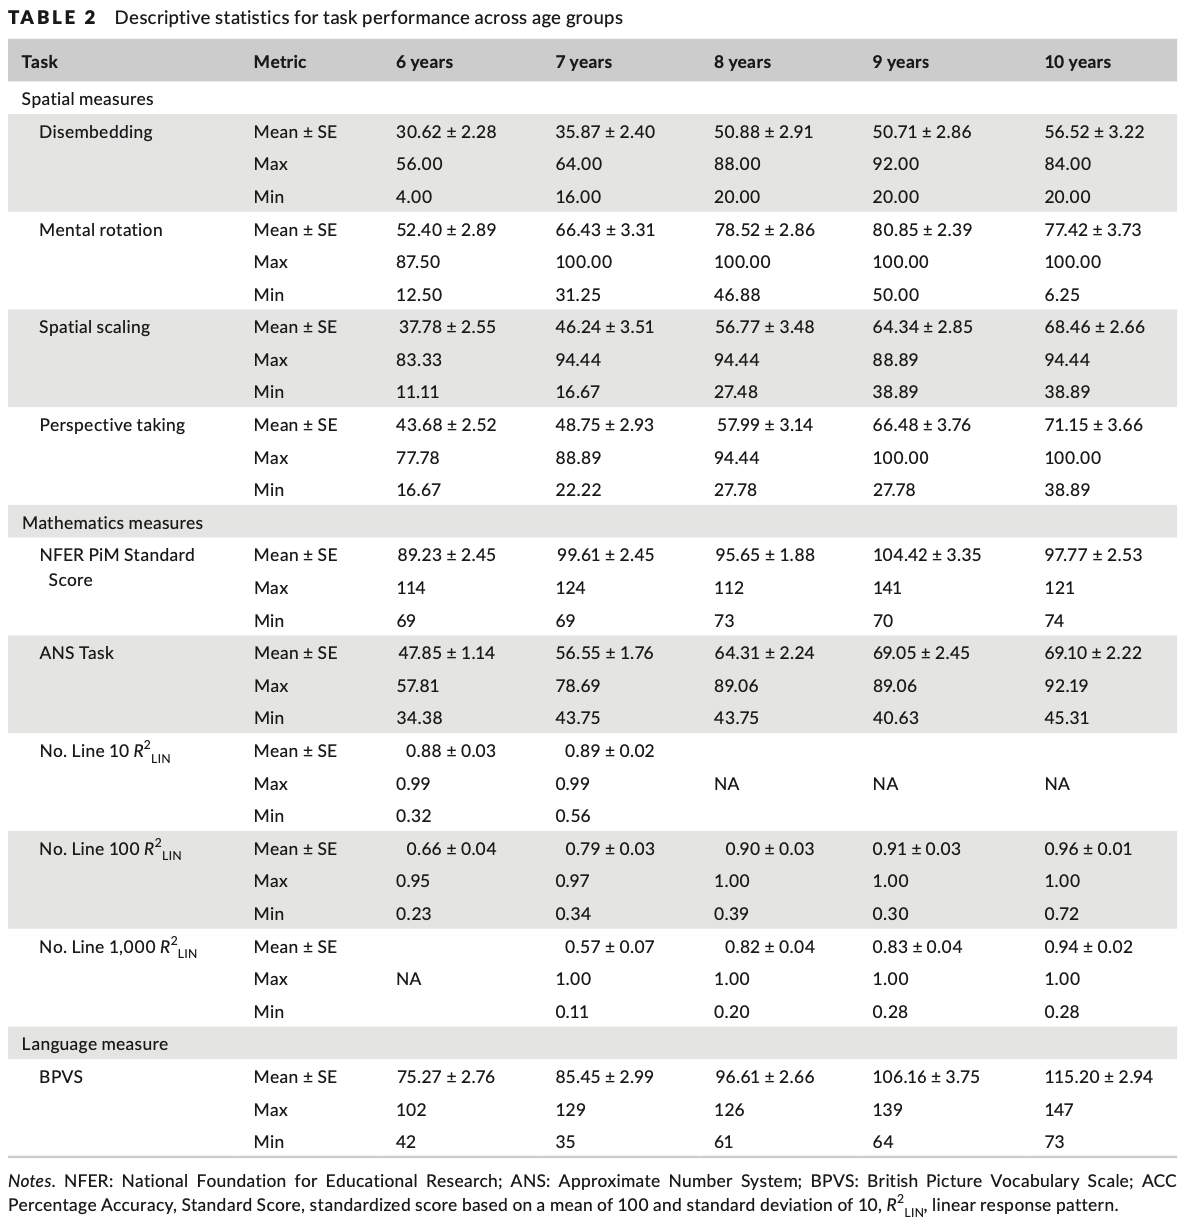 TABLE 2 Descriptive statistics for task performance across age groups
Task Metric 6 years 7 years 8 years 9 years 10 years
Spatial measures
Disembedding Mean ± SE 30.62 ± 2.28 35.87 ± 2.40 50.88 ± 2.91 50.71 ± 2.86 56.52 ± 3.22
Max 56.00 64.00 88.00 92.00 84.00
Min 4.00 16.00 20.00 20.00 20.00
Mental rotation Mean ± SE 52.40 ± 2.89 66.43 ± 3.31 78.52 ± 2.86 80.85 ± 2.39 77.42 ± 3.73
Max 87.50 100.00 100.00 100.00 100.00
Min 12.50 31.25 46.88 50.00 6.25
Spatial scaling Mean ± SE 37.78 ± 2.55 46.24 ± 3.51 56.77 ± 3.48 64.34 ± 2.85 68.46 ± 2.66
Max 83.33 94.44 94.44 88.89 94.44
Min 11.11 16.67 27.48 38.89 38.89
Perspective taking Mean ± SE 43.68 ± 2.52 48.75 ± 2.93 57.99 ± 3.14 66.48 ± 3.76 71.15 ± 3.66
Max 77.78 88.89 94.44 100.00 100.00
Min 16.67 22.22 27.78 27.78 38.89
Mathematics measures
NFER PiM Standard Mean ± SE 89.23 ± 2.45 99.61 ± 2.45 95.65 ± 1.88 104.42 ± 3.35 97.77 ± 2.53
Score
Max 114 124 112 141 121
Min 69 69 73 70 74
ANS Task Mean ± SE 47.85 ± 1.14 56.55 ± 1.76 64.31 ± 2.24 69.05 ± 2.45 69.10 ± 2.22
Max 57.81 78.69 89.06 89.06 92.19
Min 34.38 43.75 43.75 40.63 45.31
No. Line 10 R²LIN Mean ± SE 0.88 ± 0.03 0.89 ± 0.02
Max 0.99 0.99 NA NA NA
Min 0.32 0.56
No. Line 100 R²LIN Mean ± SE 0.66 ± 0.04 0.79 ± 0.03 0.90 ± 0.03 0.91 ± 0.03 0.96 ± 0.01
Max 0.95 0.97 1.00 1.00 1.00
Min 0.23 0.34 0.39 0.30 0.72
No. Line 1,000 R²LIN Mean ± SE 0.57 ± 0.07 0.82 ± 0.04 0.83 ± 0.04 0.94 ± 0.02
Max NA 1.00 1.00 1.00 1.00
Min 0.11 0.20 0.28 0.28
Language measure
BPVS Mean ± SE 75.27 ± 2.76 85.45 ± 2.99 96.61 ± 2.66 106.16 ± 3.75 115.20 ± 2.94
Max 102 129 126 139 147
Min 42 35 61 64 73
Notes. NFER: National Foundation for Educational Research; ANS: Approximate Number System; BPVS: British Picture Vocabulary Scale; ACC
Percentage Accuracy, Standard Score, standardized score based on a mean of 100 and standard deviation of 10, R²LIN, linear response pattern.